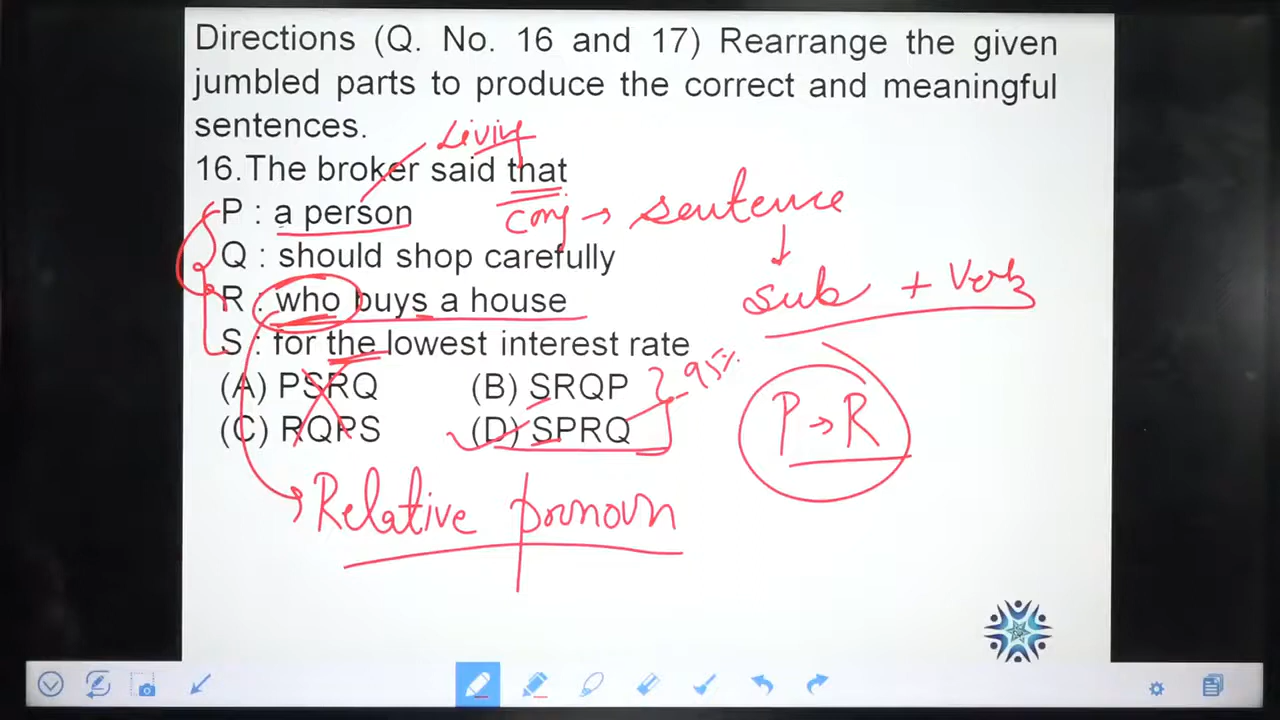 Directions (Q. No. 16 and 17) Rearrange the given
jumbled parts to produce the correct and meaningful
sentences.
Living
16.The broker said that
P : a person
conj → sentence
Q : should shop carefully
sub + Verb
R : who buys a house
S : for the lowest interest rate
95%
(A) PSRQ (B) SRQP
(C) RQPS (D) SPRQ
P → R
Relative pronoun